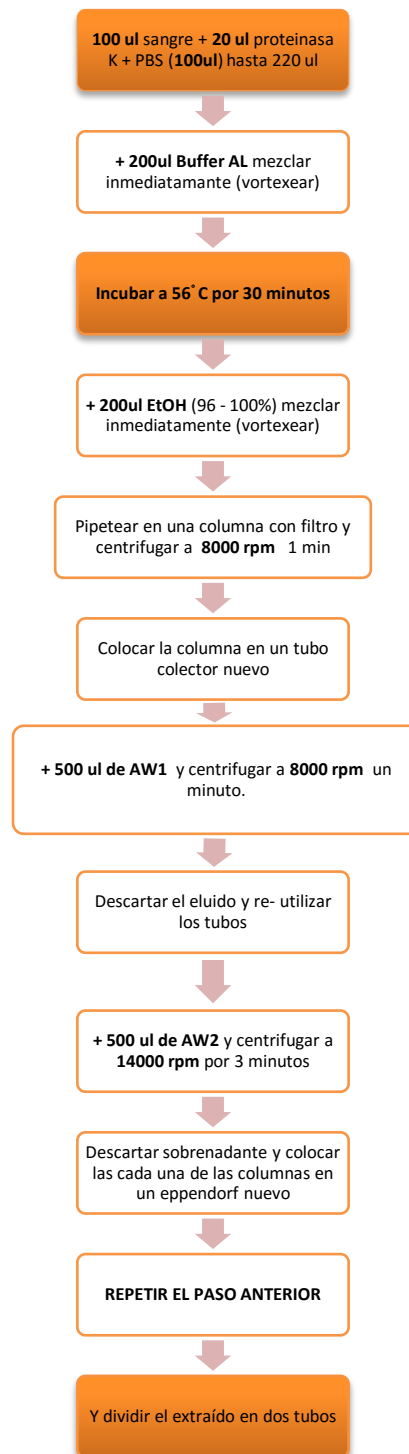 100 ul sangre + 20 ul proteinasa
K + PBS (100ul) hasta 220 ul
+ 200ul Buffer AL mezclar
inmediatamante (vortexear)
Incubar a 56° C por 30 minutos
+ 200ul EtOH (96 - 100%) mezclar
inmediatamente (vortexear)
Pipetear en una columna con filtro y
centrifugar a 8000 rpm 1 min
Colocar la columna en un tubo
colector nuevo
+ 500 ul de AW1 y centrifugar a 8000 rpm un
minuto.
Descartar el eluido y re- utilizar
los tubos
+ 500 ul de AW2 y centrifugar a
14000 rpm por 3 minutos
Descartar sobrenadante y colocar
las cada una de las columnas en
un eppendorf nuevo
REPETIR EL PASO ANTERIOR
Y dividir el extraído en dos tubos